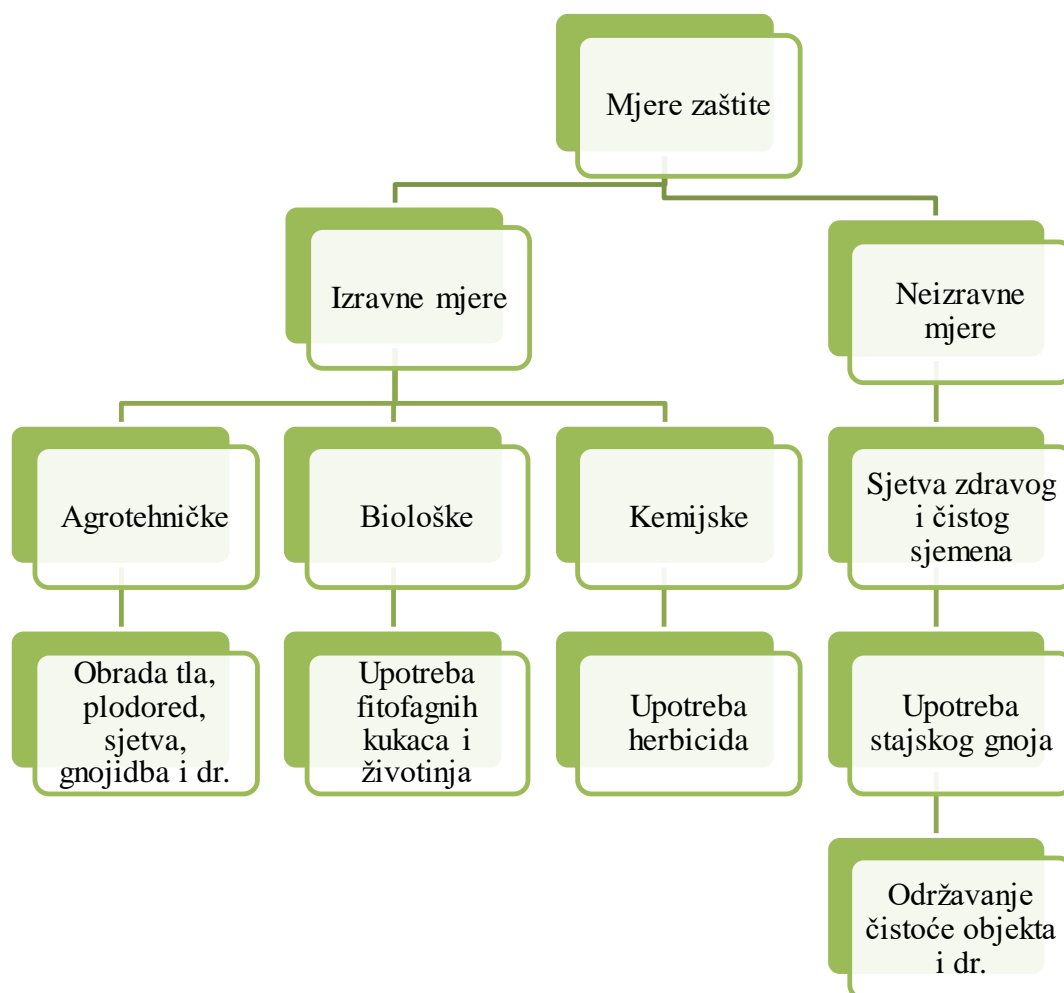 Mjere zaštite
Izravne mjere
Neizravne
mjere
Agrotehničke
Biološke
Kemijske
Sjetva zdravog
i čistog
sjemena
Obrada tla,
plodored,
sjetva,
gnojidba i dr.
Upotreba
fitofagnih
kukaca i
životinja
Upotreba
herbicida
Upotreba
stajskog gnoja
Održavanje
čistoće objekta
i dr.